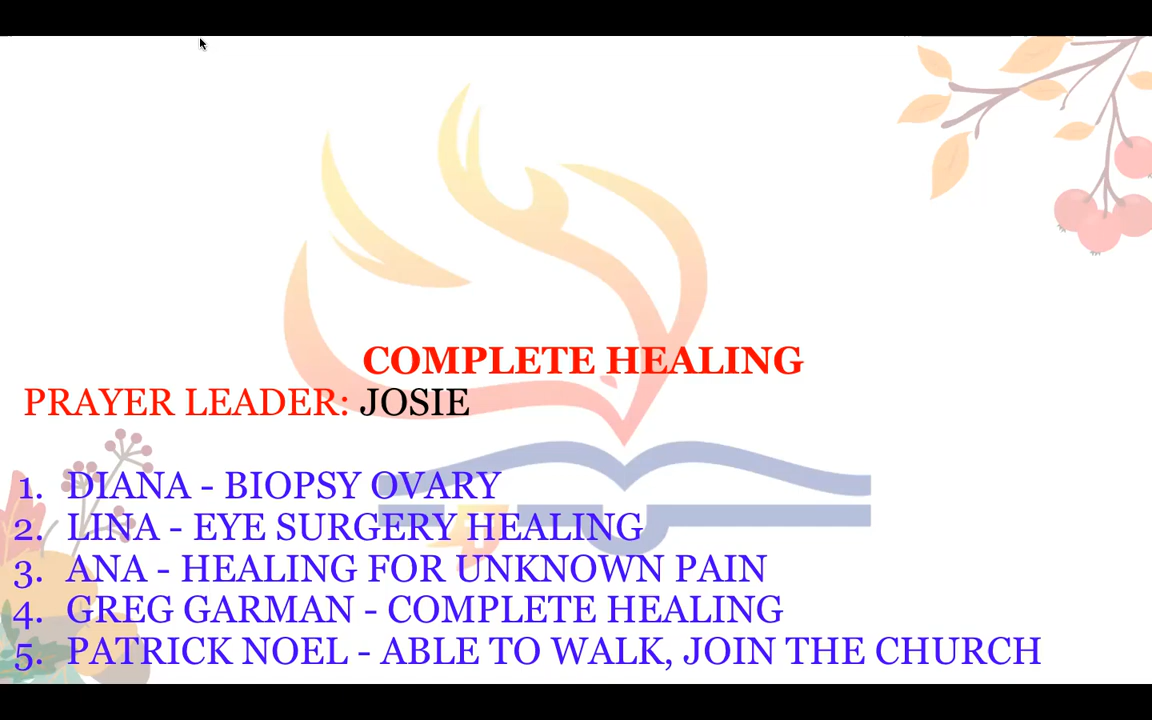 COMPLETE HEALING
PRAYER LEADER: JOSIE
1. DIANA - BIOPSY OVARY
2. LINA - EYE SURGERY HEALING
3. ANA - HEALING FOR UNKNOWN PAIN
4. GREG GARMAN - COMPLETE HEALING
5. PATRICK NOEL - ABLE TO WALK, JOIN THE CHURCH